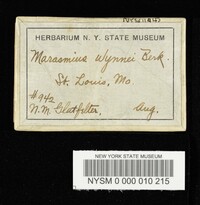 HERBARIUM N. Y. STATE MUSEUM
Marasmius Wynnei Berk.
St. Louis, Mo.
#942
N.M. Glatfelter, Aug.
NEW YORK STATE MUSEUM
NYSM 0 000 010 215